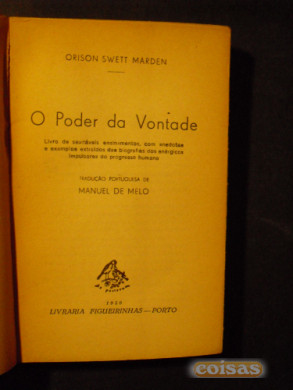 ORISON SWETT MARDEN
O Poder da Vontade
Livro de saudáveis ensinamentos, com incitações
e exemplos extraídos das biografias dos enérgicos
impulsores do progresso humano
TRADUÇÃO PORTUGUESA DE
MANUEL DE MELO
LIVRARIA FIGUEIRINHAS — PORTO
coisas